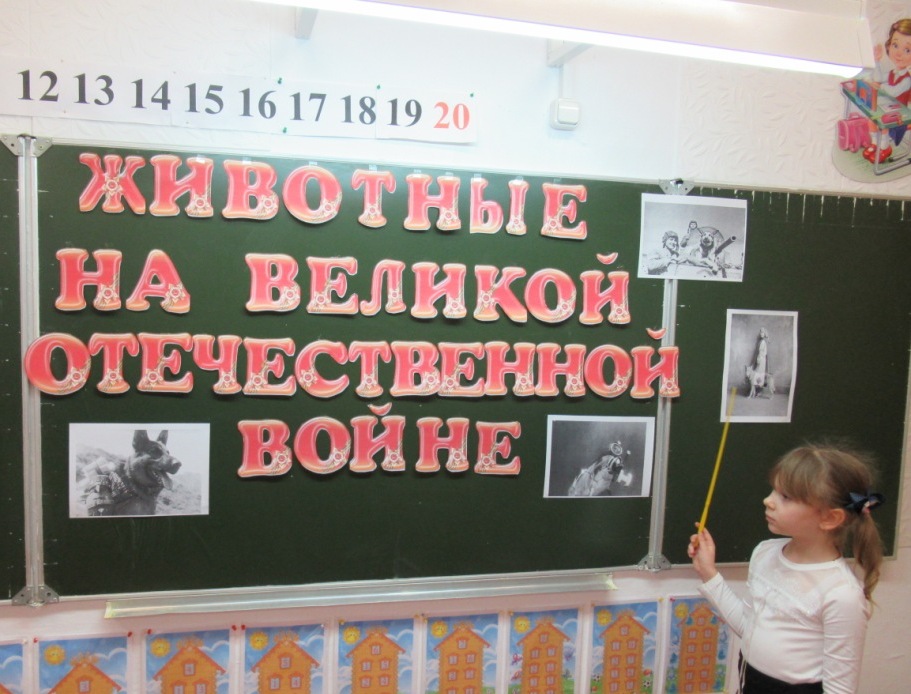 12 13 14 15 16 17 18 19 20
ЖИВОТНЫЕ
НА ВЕЛИКОЙ
ОТЕЧЕСТВЕННОЙ
ВОЙНЕ